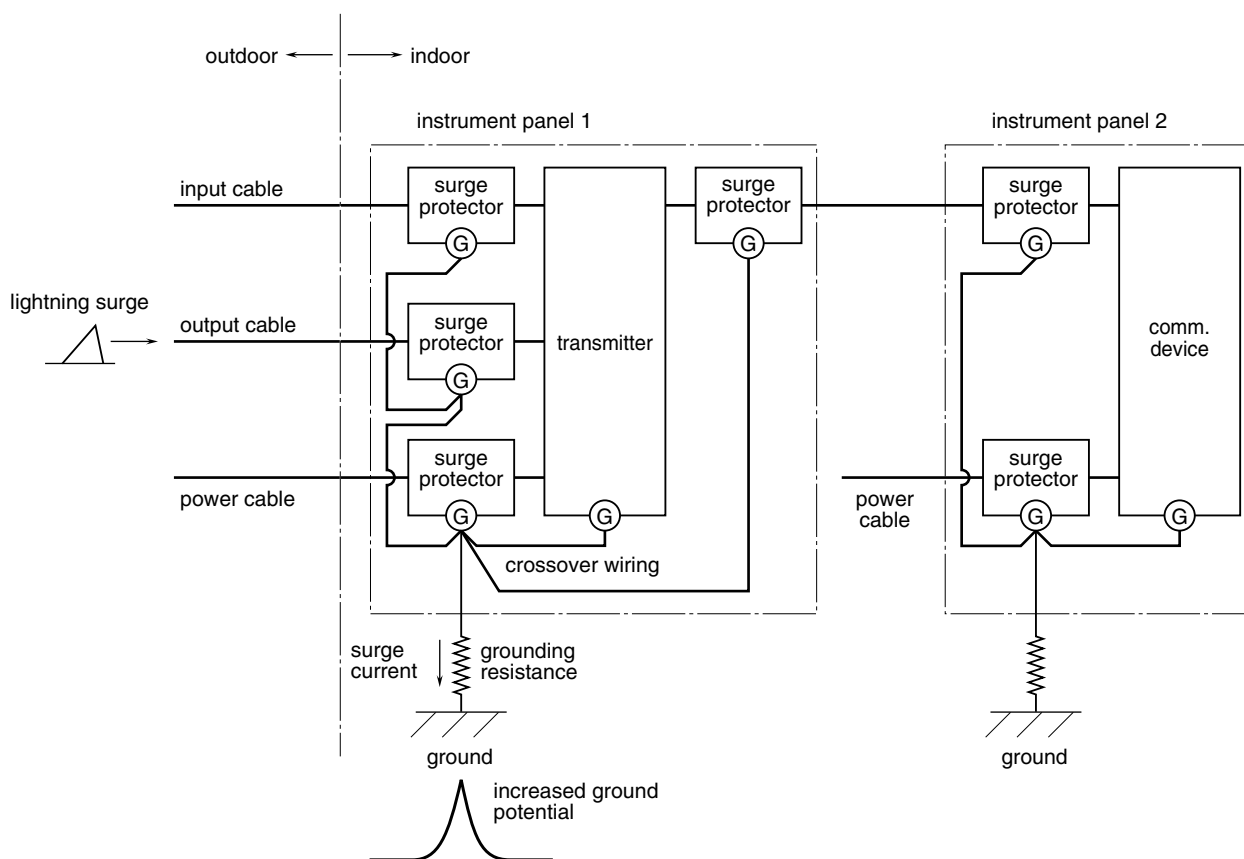 outdoor
indoor
instrument panel 1
instrument panel 2
input cable
surge
protector
G
surge
protector
G
surge
protector
G
lightning surge
output cable
surge
protector
G
transmitter
comm.
device
power cable
surge
protector
G
G
crossover wiring
power
cable
surge
protector
G
G
surge
current
grounding
resistance
ground
ground
increased ground
potential